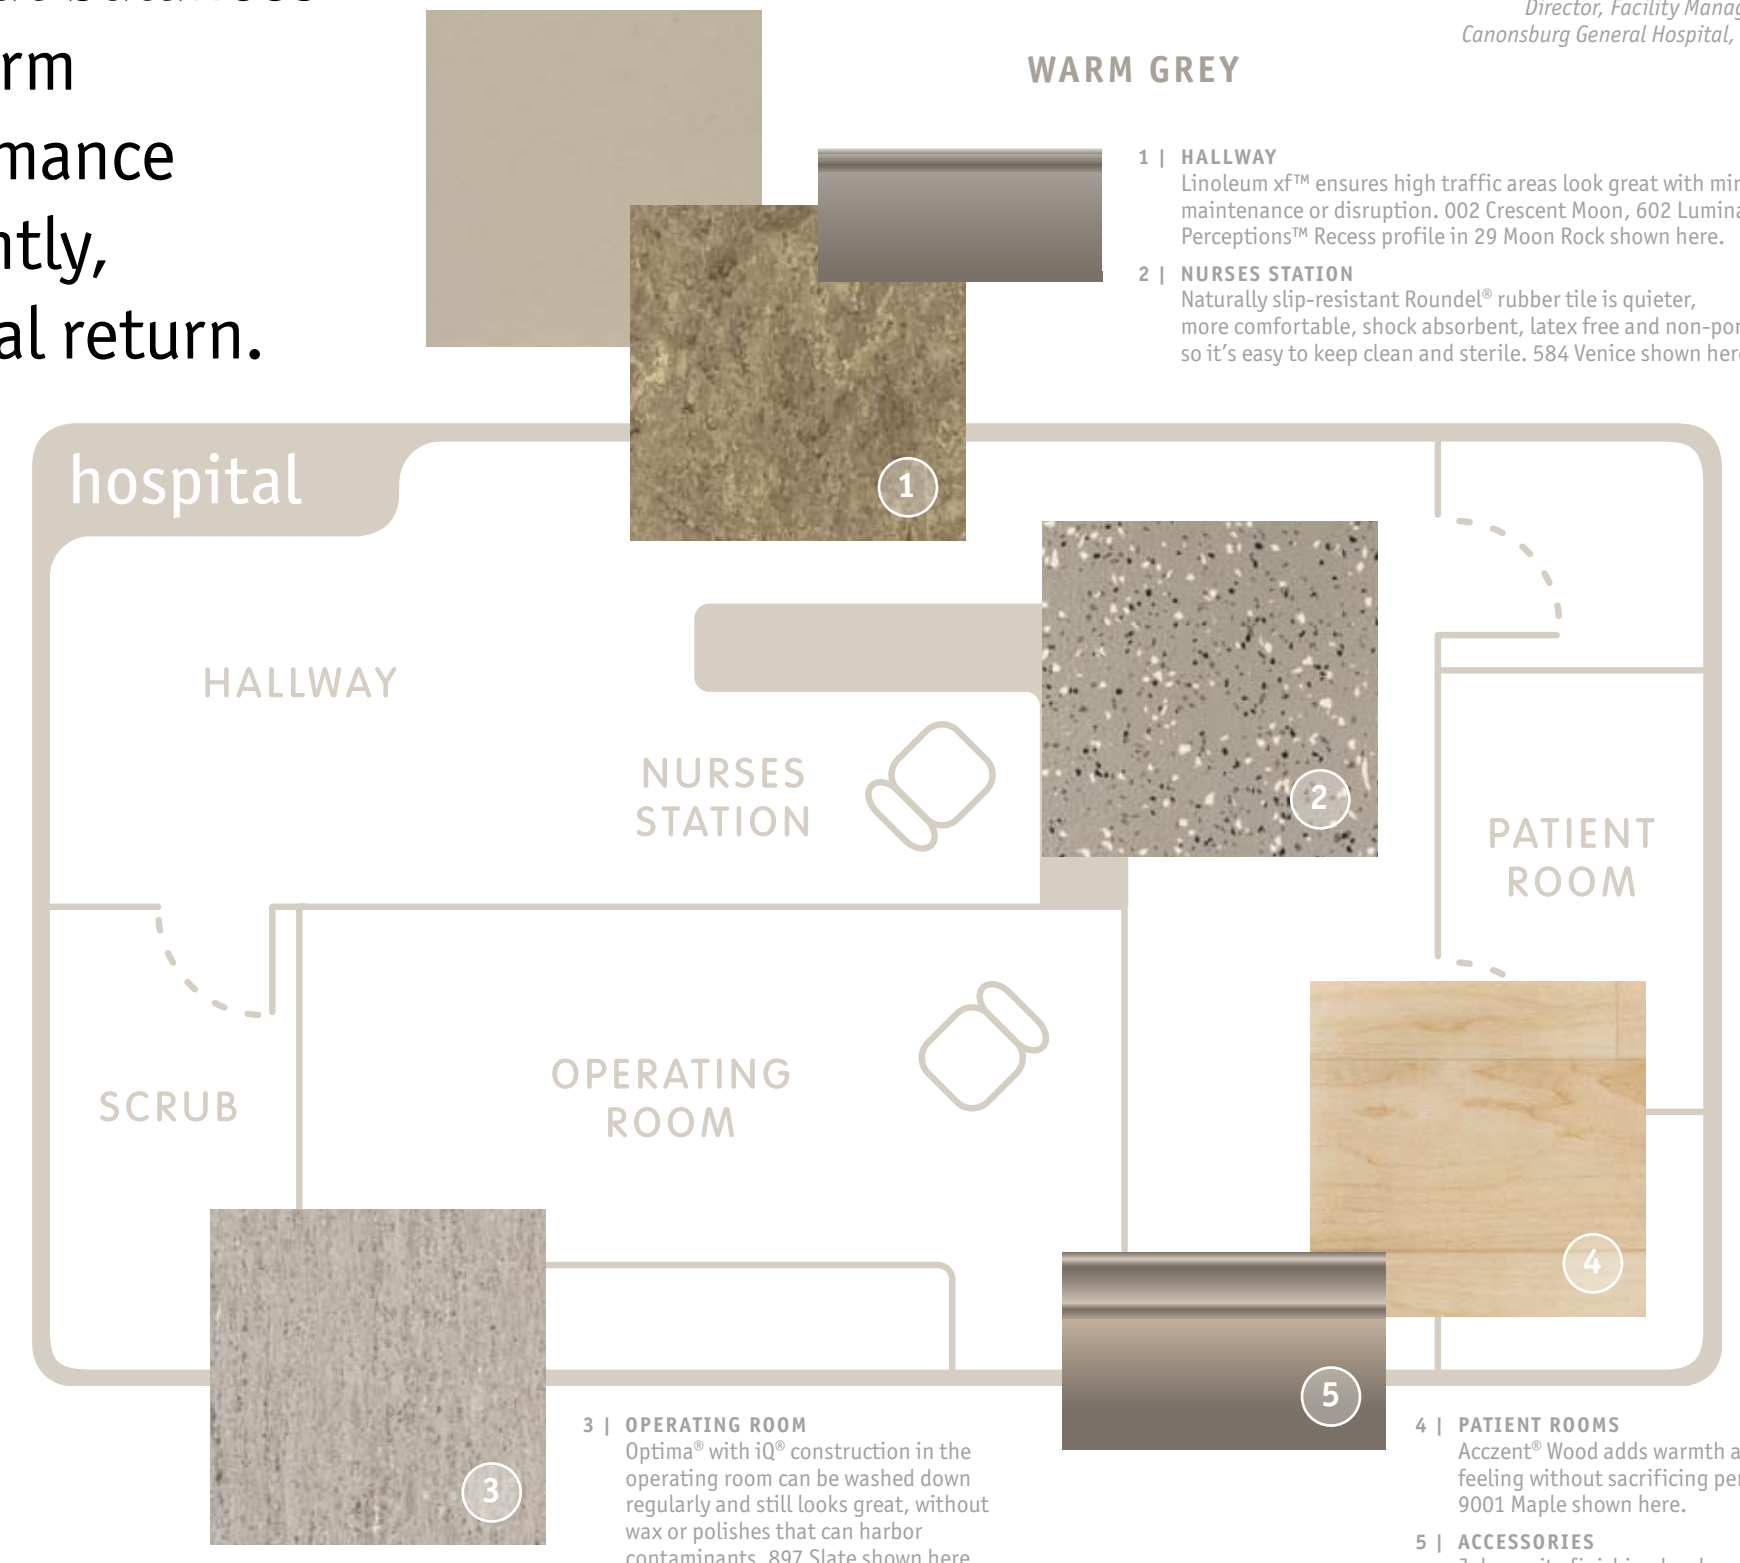 Director, Facility Manag
Canonsburg General Hospital,
rm
mance
ntly,
al return.
WARM GREY
1 | HALLWAY
Linoleum xf™ ensures high traffic areas look great with min
maintenance or disruption. 002 Crescent Moon, 602 Lumina
Perceptions™ Recess profile in 29 Moon Rock shown here.
2 | NURSES STATION
Naturally slip-resistant Roundel® rubber tile is quieter,
more comfortable, shock absorbent, latex free and non-por
so it's easy to keep clean and sterile. 584 Venice shown here
hospital
1
HALLWAY
NURSES
STATION
2
PATIENT
ROOM
SCRUB
OPERATING
ROOM
4
5
3
3 | OPERATING ROOM
Optima® with iQ® construction in the
operating room can be washed down
regularly and still looks great, without
wax or polishes that can harbor
contaminants. 897 Slate shown here
4 | PATIENT ROOMS
Acczent® Wood adds warmth a
feeling without sacrificing per
9001 Maple shown here.
5 | ACCESSORIES